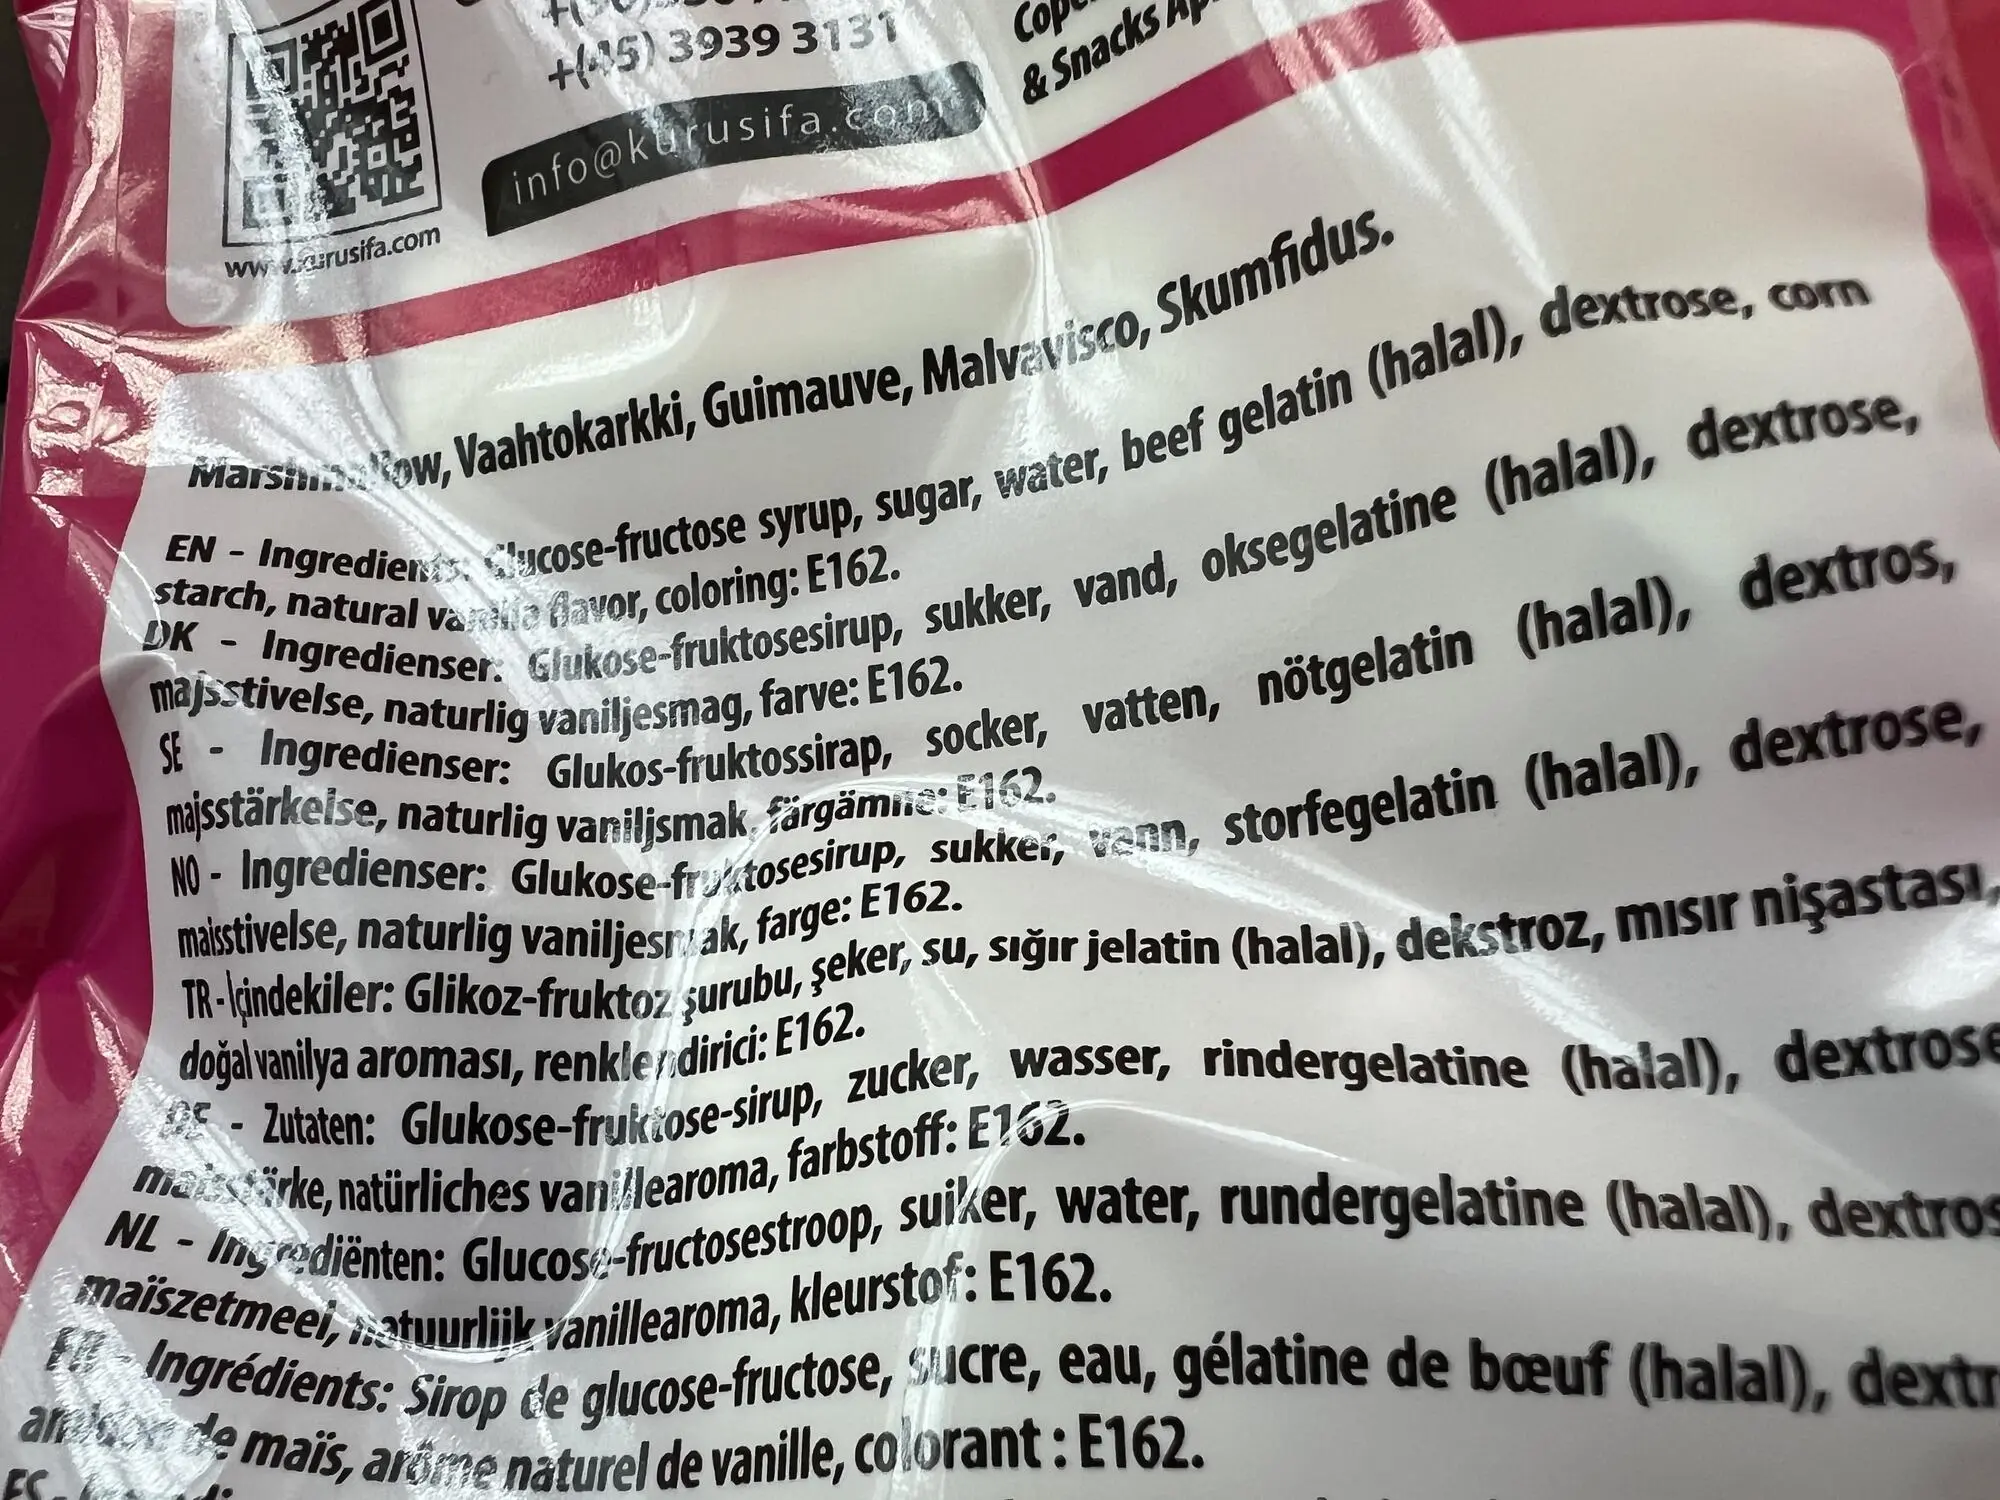 +(45) 3939 3131
& Snacks
info@kurusifa.com
www.kurusifa.com
Marshmallow, Vaahtokarkki, Guimauve, Malvavisco, Skumfidus.
EN - Ingredients: Glucose-fructose syrup, sugar, water, beef gelatin (halal), dextrose, corn
starch, natural vanilla flavor, coloring: E162.
DK - Ingredienser: Glukose-fruktosesirup, sukker, vand, oksegelatine (halal), dextrose,
majsstivelse, naturlig vaniljesmag, farve: E162.
SE - Ingredienser: Glukos-fruktossirap, socker, vatten, nötgelatin (halal), dextros,
majsstärkelse, naturlig vaniljsmak, färgämne: E162.
NO - Ingredienser: Glukose-fruktosesirup, sukker, vann, storfegelatin (halal), dextrose,
maisstivelse, naturlig vaniljesmak, farge: E162.
TR - İçindekiler: Glikoz-fruktoz şurubu, şeker, su, sığır jelatin (halal), dekstroz, mısır nişastası,
doğal vanilya aroması, renklendirici: E162.
DE - Zutaten: Glukose-fruktose-sirup, zucker, wasser, rindergelatine (halal), dextrose
maisstärke, natürliches vanillearoma, farbstoff: E162.
NL - Ingrediënten: Glucose-fructosestroop, suiker, water, rundergelatine (halal), dextros
maïszetmeel, natuurlijk vanillearoma, kleurstof: E162.
FR - Ingrédients: Sirop de glucose-fructose, sucre, eau, gélatine de bœuf (halal), dextr
amidon de maïs, arôme naturel de vanille, colorant : E162.